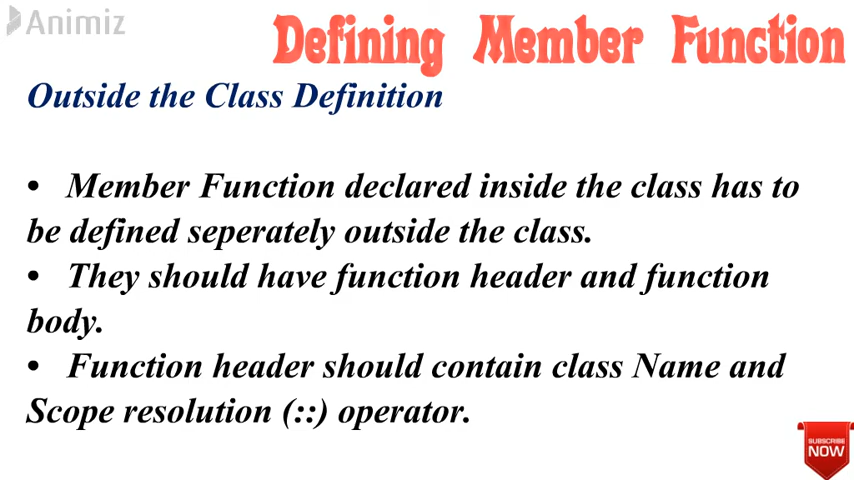 Animiz
Defining Member Function
Outside the Class Definition
• Member Function declared inside the class has to
be defined seperately outside the class.
• They should have function header and function
body.
• Function header should contain class Name and
Scope resolution (::) operator.
SUBSCRIBE
NOW